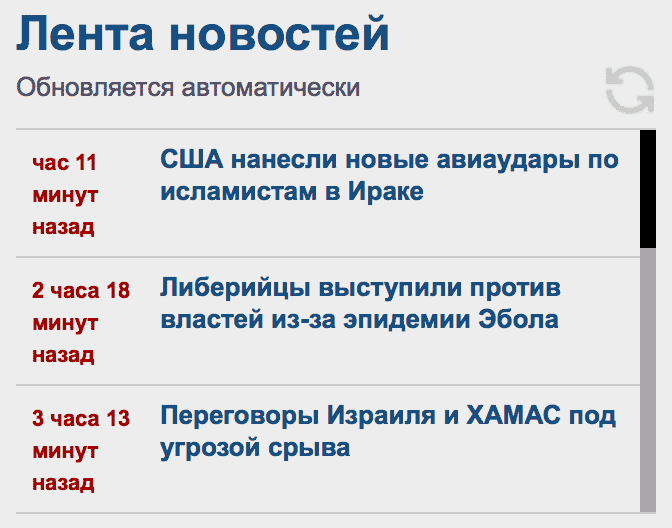 Лента новостей
Обновляется автоматически
час 11
минут
назад
США нанесли новые авиаудары по
исламистам в Ираке
2 часа 18
минут
назад
Либерийцы выступили против
властей из-за эпидемии Эбола
3 часа 13
минут
назад
Переговоры Израиля и ХАМАС под
угрозой срыва